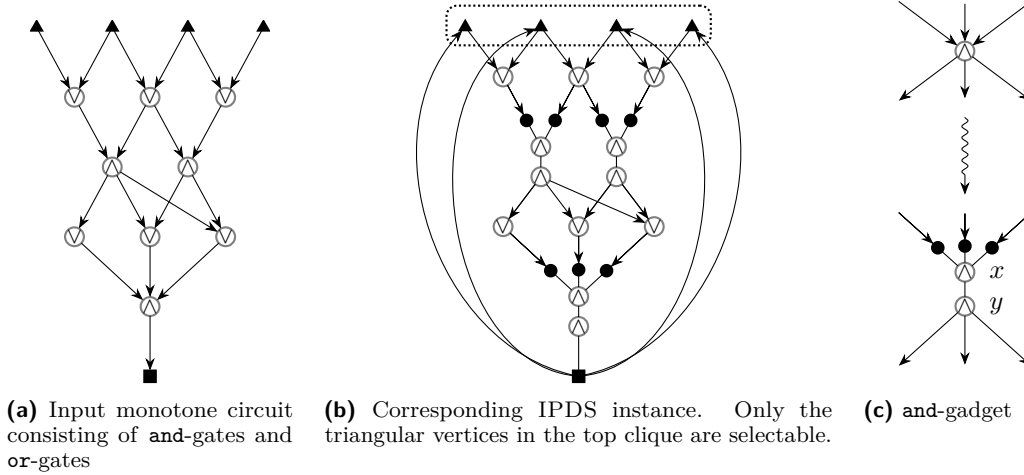 ∨ ∨ ∨
∧ ∧
∨ ∨ ∨
∧
∨ ∨ ∨
∧ ∧
∧ ∧
∨ ∨ ∨
∧
∧
∨
∧ x
∧ y
(a) Input monotone circuit
consisting of and-gates and
or-gates
(b) Corresponding IPDS instance. Only the
triangular vertices in the top clique are selectable.
(c) and-gadget